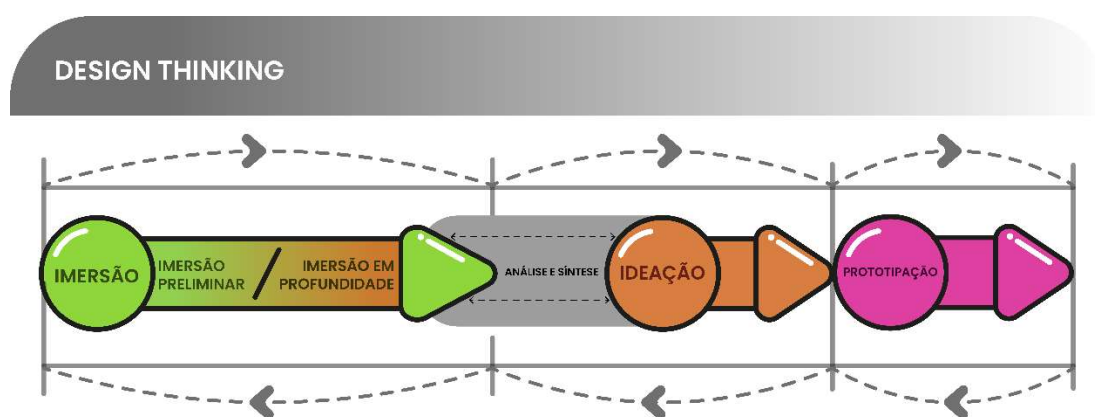 DESIGN THINKING
IMERSÃO
IMERSÃO
PRELIMINAR
/
IMERSÃO EM
PROFUNDIDADE
ANÁLISE E SÍNTESE
IDEAÇÃO
PROTOTIPAÇÃO